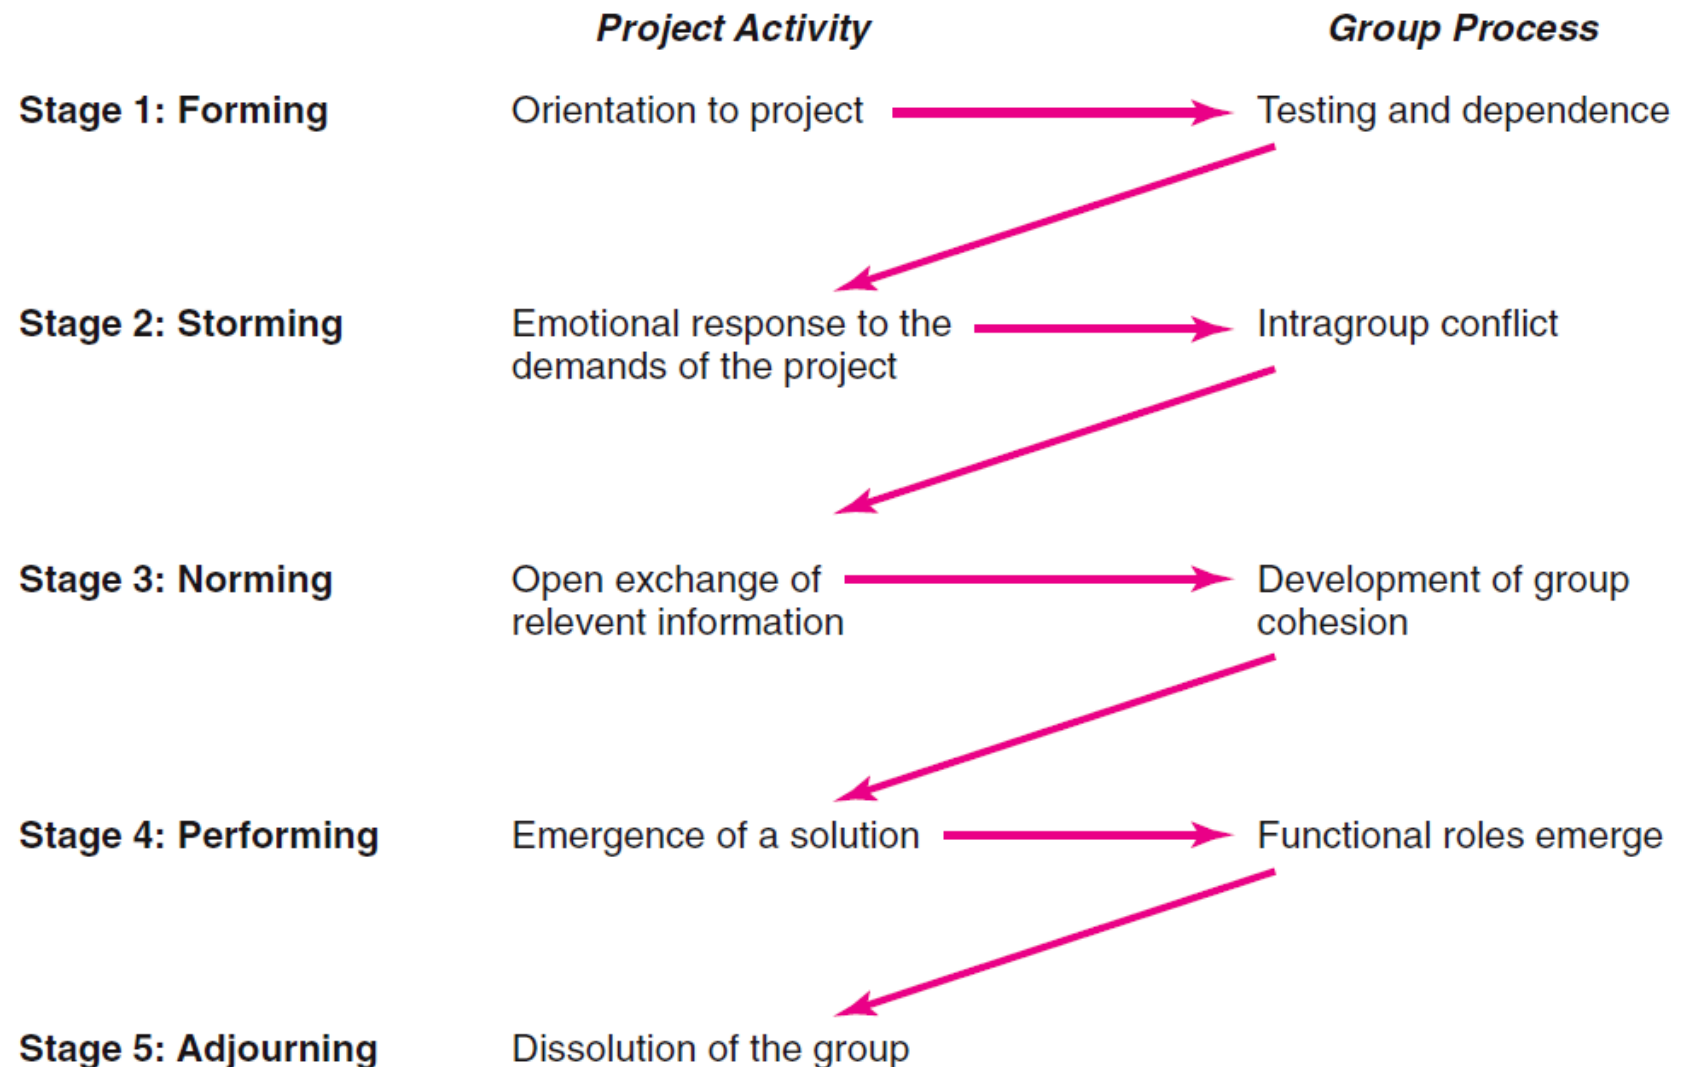 Project Activity Group Process
Stage 1: Forming Orientation to project Testing and dependence
Stage 2: Storming Emotional response to the Intragroup conflict
demands of the project
Stage 3: Norming Open exchange of Development of group
relevent information cohesion
Stage 4: Performing Emergence of a solution Functional roles emerge
Stage 5: Adjourning Dissolution of the group